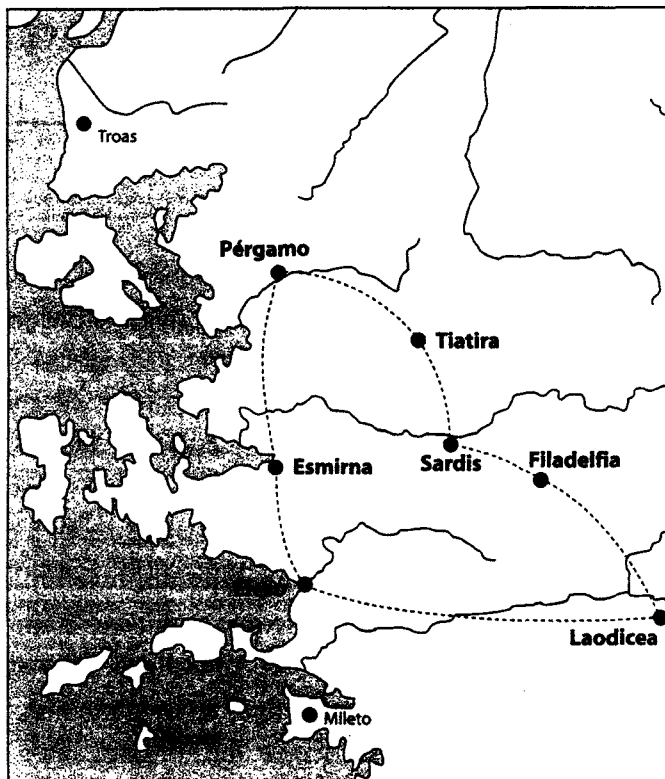 Troas
Pérgamo
Tiatira
Sardis
Filadelfia
Esmirna
Laodicea
Mileto